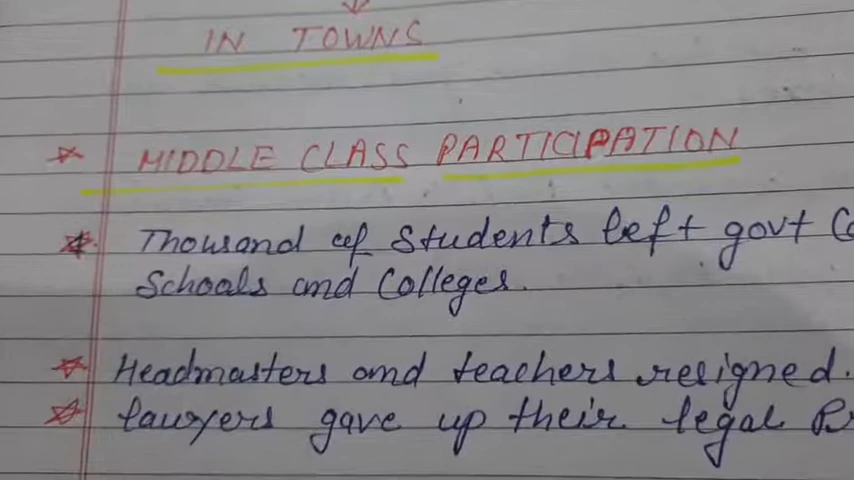 IN TOWNS
MIDDLE CLASS PARTICIPATION
Thousand of Students left govt
Schools and Colleges.
Headmasters and teachers resigned.
lawyers gave up their legal